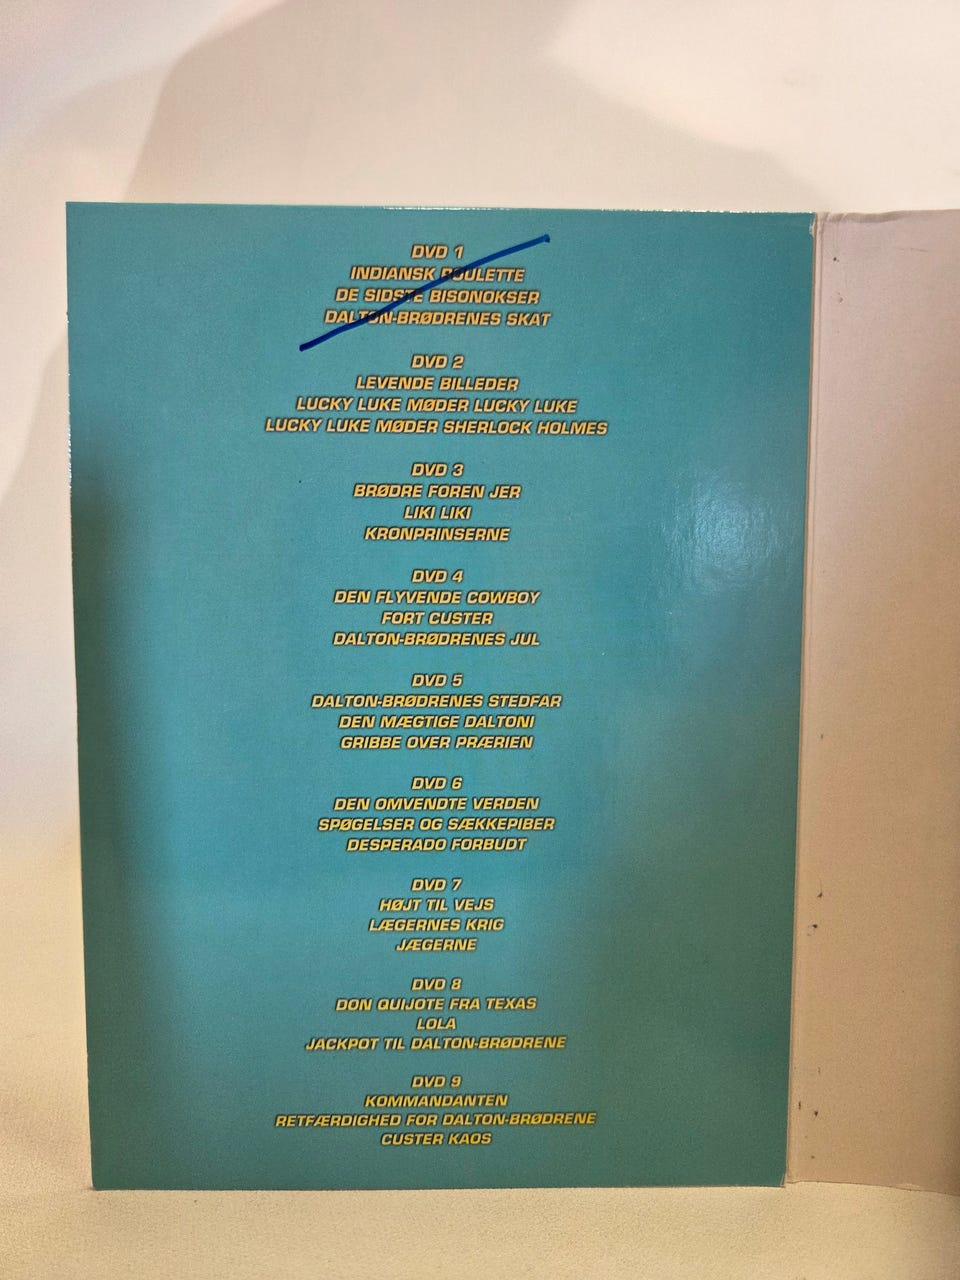 DVD 1
INDIANSK ROULETTE
DE SIDSTE BISONOKSER
DALTON-BRØDRENES SKAT
DVD 2
LEVENDE BILLEDER
LUCKY LUKE MØDER LUCKY LUKE
LUCKY LUKE MØDER SHERLOCK HOLMES
DVD 3
BRØDRE FOREN JER
LIKI LIKI
KRONPRINSERNE
DVD 4
DEN FLYVENDE COWBOY
FORT CUSTER
DALTON-BRØDRENES JUL
DVD 5
DALTON-BRØDRENES STEDFAR
DEN MÆGTIGE DALTONI
GRIBBE OVER PRÆRIEN
DVD 6
DEN OMVENDTE VERDEN
SPØGELSER OG SÆKKEPIBER
DESPERADO FORBUDT
DVD 7
HØJT TIL VEJS
LÆGERNES KRIG
JÆGERNE
DVD 8
DON QUIJOTE FRA TEXAS
LOLA
JACKPOT TIL DALTON-BRØDRENE
DVD 9
KOMMANDANTEN
RETFÆRDIGHED FOR DALTON-BRØDRENE
CUSTER KAOS